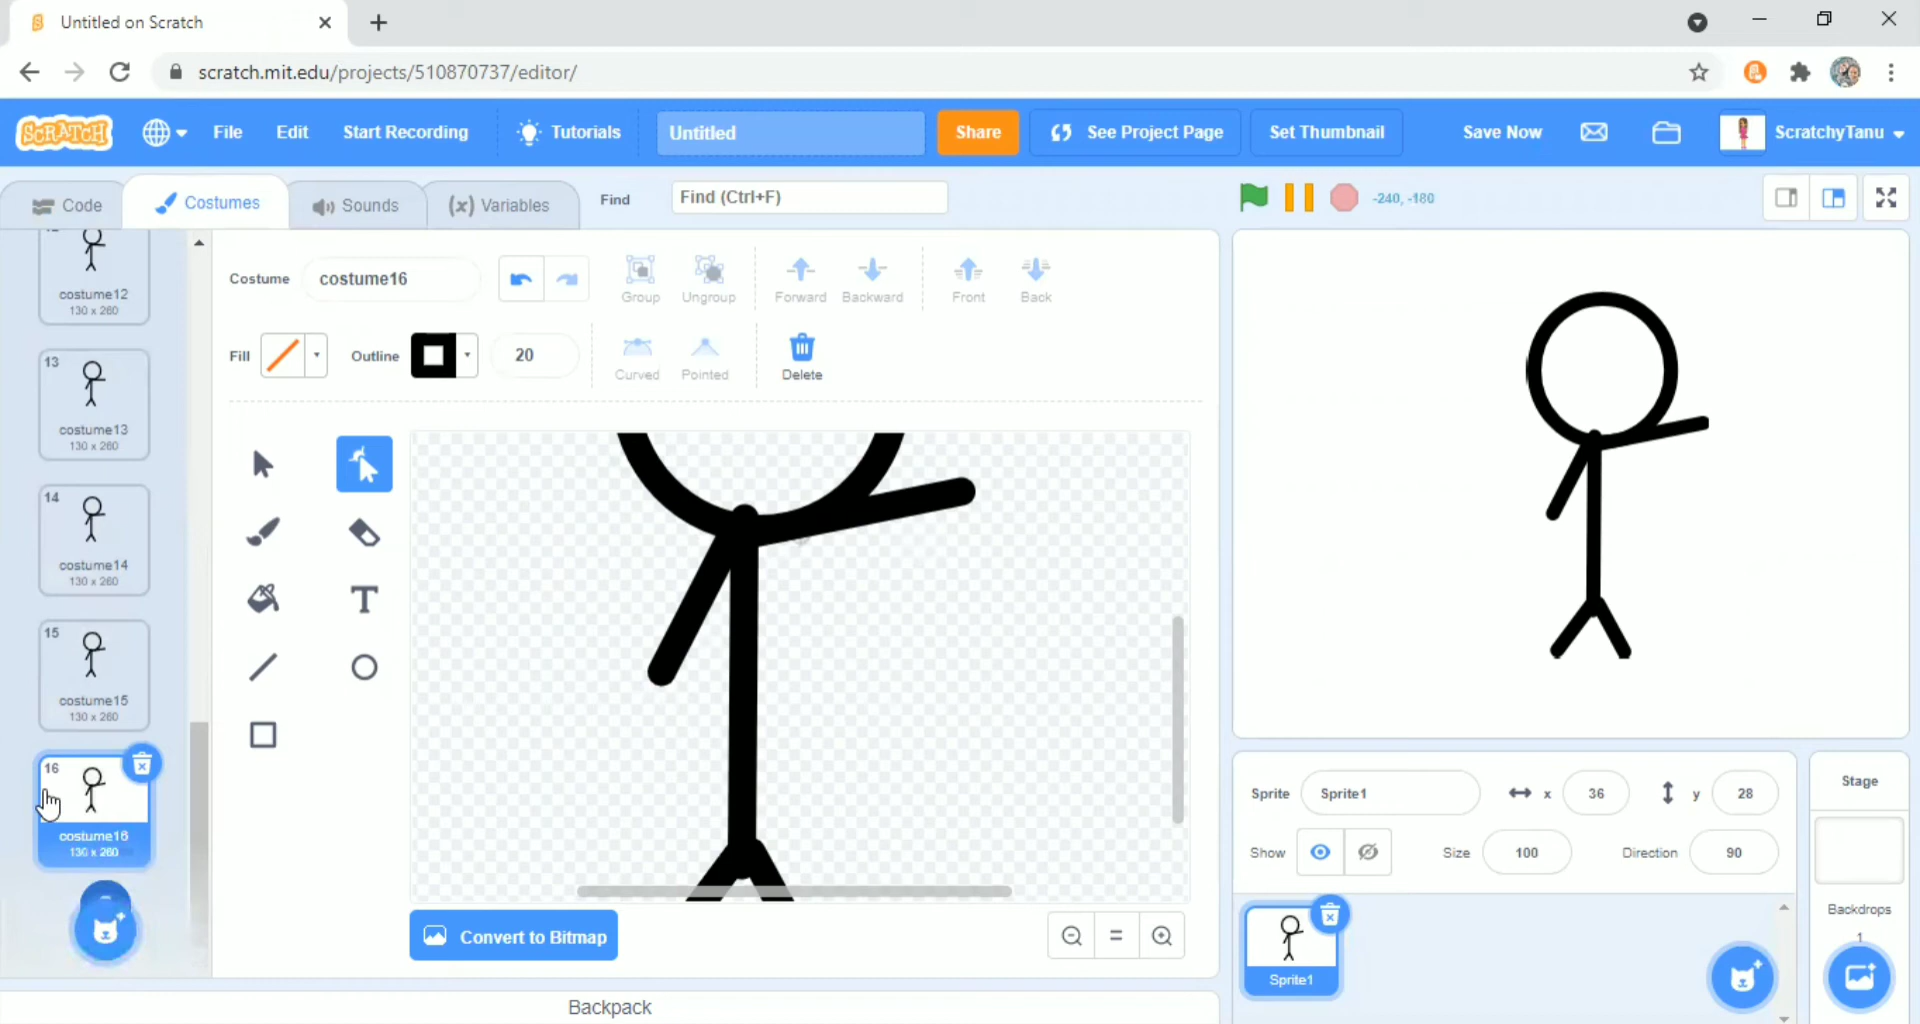 Untitled on Scratch
scratch.mit.edu/projects/510870737/editor/
SCRATCH
File
Edit
Start Recording
Tutorials
Untitled
Share
See Project Page
Set Thumbnail
Save Now
ScratchyTanu
Code
Costumes
Sounds
(x) Variables
Find
Find (Ctrl+F)
-240, -180
costume12
130 x 260
13
costume13
130 x 260
14
costume14
130 x 260
15
costume15
130 x 260
16
costume16
130 x 260
Costume
costume16
Group
Ungroup
Forward
Backward
Front
Back
Fill
Outline
20
Curved
Pointed
Delete
T
Convert to Bitmap
=
Backpack
Sprite
Sprite1
x
36
y
28
Show
Size
100
Direction
90
Sprite1
Stage
Backdrops
1